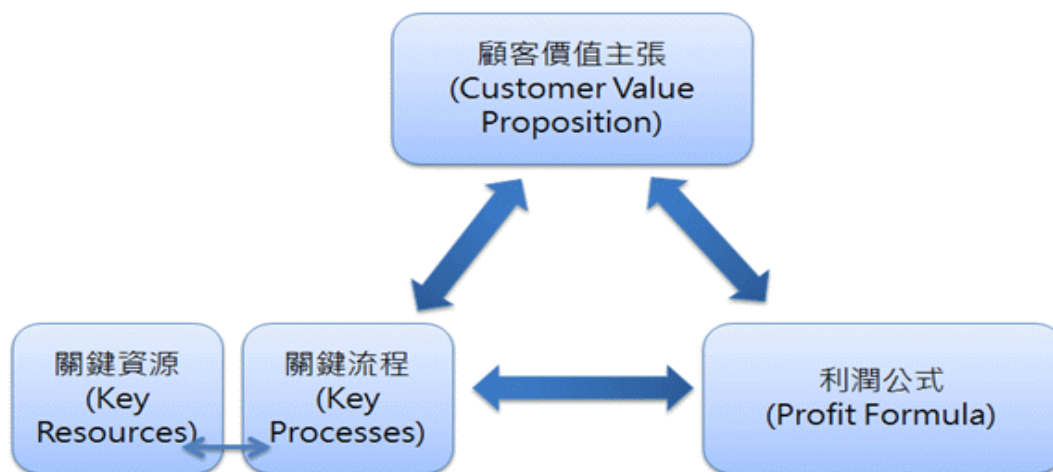 顧客價值主張
(Customer Value
Proposition)
關鍵資源
(Key
Resources)
關鍵流程
(Key
Processes)
利潤公式
(Profit Formula)